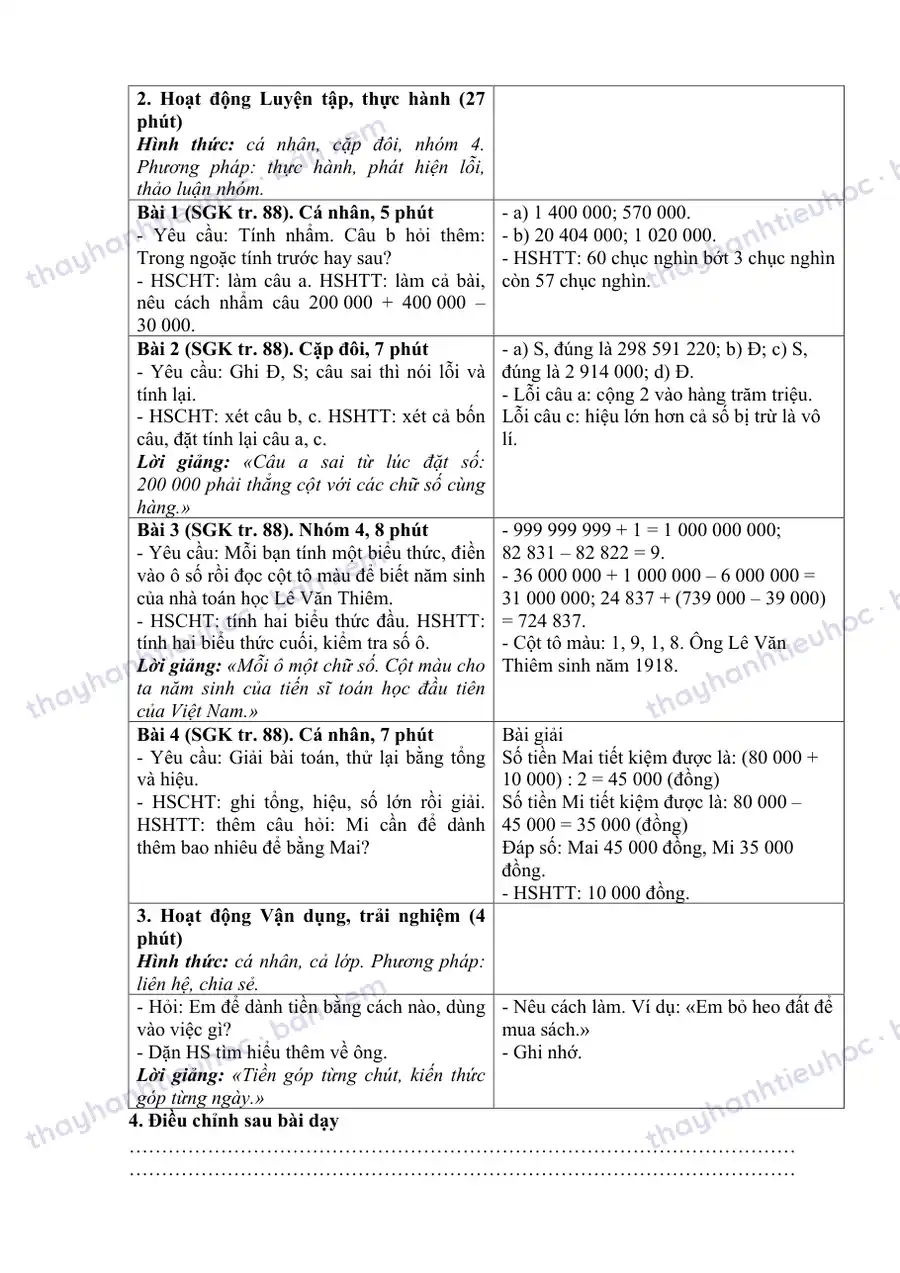 2. Hoạt động Luyện tập, thực hành (27
phút)
Hình thức: cá nhân, cặp đôi, nhóm 4.
Phương pháp: thực hành, phát hiện lỗi,
thảo luận nhóm.
Bài 1 (SGK tr. 88). Cá nhân, 5 phút
- Yêu cầu: Tính nhẩm. Câu b hỏi thêm:
Trong ngoặc tính trước hay sau?
- HSCHT: làm câu a. HSHTT: làm cả bài,
nêu cách nhẩm câu 200 000 + 400 000 –
30 000.
- a) 1 400 000; 570 000.
- b) 20 404 000; 1 020 000.
- HSHTT: 60 chục nghìn bớt 3 chục nghìn
còn 57 chục nghìn.
Bài 2 (SGK tr. 88). Cặp đôi, 7 phút
- Yêu cầu: Ghi Đ, S; câu sai thì nói lỗi và
tính lại.
- HSCHT: xét câu b, c. HSHTT: xét cả bốn
câu, đặt tính lại câu a, c.
Lời giảng: «Câu a sai từ lúc đặt số:
200 000 phải thẳng cột với các chữ số cùng
hàng.»
- a) S, đúng là 298 591 220; b) Đ; c) S,
đúng là 2 914 000; d) Đ.
- Lỗi câu a: cộng 2 vào hàng trăm triệu.
Lỗi câu c: hiệu lớn hơn cả số bị trừ là vô
lí.
Bài 3 (SGK tr. 88). Nhóm 4, 8 phút
- Yêu cầu: Mỗi bạn tính một biểu thức, điền
vào ô số rồi đọc cột tô màu để biết năm sinh
của nhà toán học Lê Văn Thiêm.
- HSCHT: tính hai biểu thức đầu. HSHTT:
tính hai biểu thức cuối, kiểm tra số ô.
Lời giảng: «Mỗi ô một chữ số. Cột màu cho
ta năm sinh của tiến sĩ toán học đầu tiên
của Việt Nam.»
- 999 999 999 + 1 = 1 000 000 000;
82 831 – 82 822 = 9.
- 36 000 000 + 1 000 000 – 6 000 000 =
31 000 000; 24 837 + (739 000 – 39 000)
= 724 837.
- Cột tô màu: 1, 9, 1, 8. Ông Lê Văn
Thiêm sinh năm 1918.
Bài 4 (SGK tr. 88). Cá nhân, 7 phút
- Yêu cầu: Giải bài toán, thử lại bằng tổng
và hiệu.
- HSCHT: ghi tổng, hiệu, số lớn rồi giải.
HSHTT: thêm câu hỏi: Mi cần để dành
thêm bao nhiêu để bằng Mai?
Bài giải
Số tiền Mai tiết kiệm được là: (80 000 +
10 000) : 2 = 45 000 (đồng)
Số tiền Mi tiết kiệm được là: 80 000 –
45 000 = 35 000 (đồng)
Đáp số: Mai 45 000 đồng, Mi 35 000
đồng.
- HSHTT: 10 000 đồng.
3. Hoạt động Vận dụng, trải nghiệm (4
phút)
Hình thức: cá nhân, cả lớp. Phương pháp:
liên hệ, chia sẻ.
- Hỏi: Em để dành tiền bằng cách nào, dùng
vào việc gì?
- Dặn HS tìm hiểu thêm về ông.
Lời giảng: «Tiền góp từng chút, kiến thức
góp từng ngày.»
- Nêu cách làm. Ví dụ: «Em bỏ heo đất để
mua sách.»
- Ghi nhớ.
4. Điều chỉnh sau bài dạy
thayhanhtieuhoc · bản xem
thayhanhtieuhoc · b
thayhanhtieuhoc · bản xem
thayhanhtieuhoc · b
thayhanhtieuhoc · bản xem
thayhanhtieuhoc · b